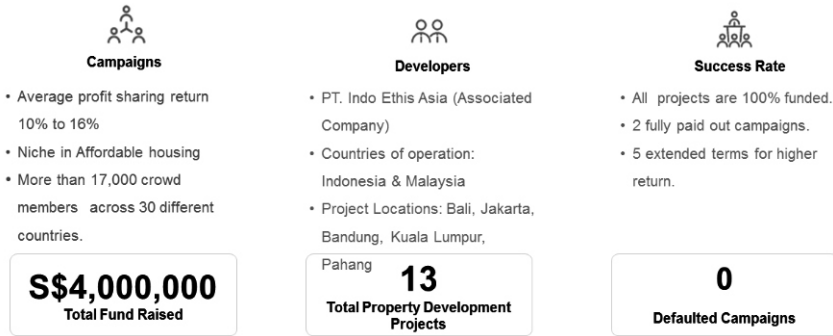 Campaigns
• Average profit sharing return
10% to 16%
• Niche in Affordable housing
• More than 17,000 crowd
members across 30 different
countries.
S$4,000,000
Total Fund Raised
Developers
• PT. Indo Ethis Asia (Associated
Company)
• Countries of operation:
Indonesia & Malaysia
• Project Locations: Bali, Jakarta,
Bandung, Kuala Lumpur,
Pahang
13
Total Property Development
Projects
Success Rate
• All projects are 100% funded.
• 2 fully paid out campaigns.
• 5 extended terms for higher
return.
0
Defaulted Campaigns